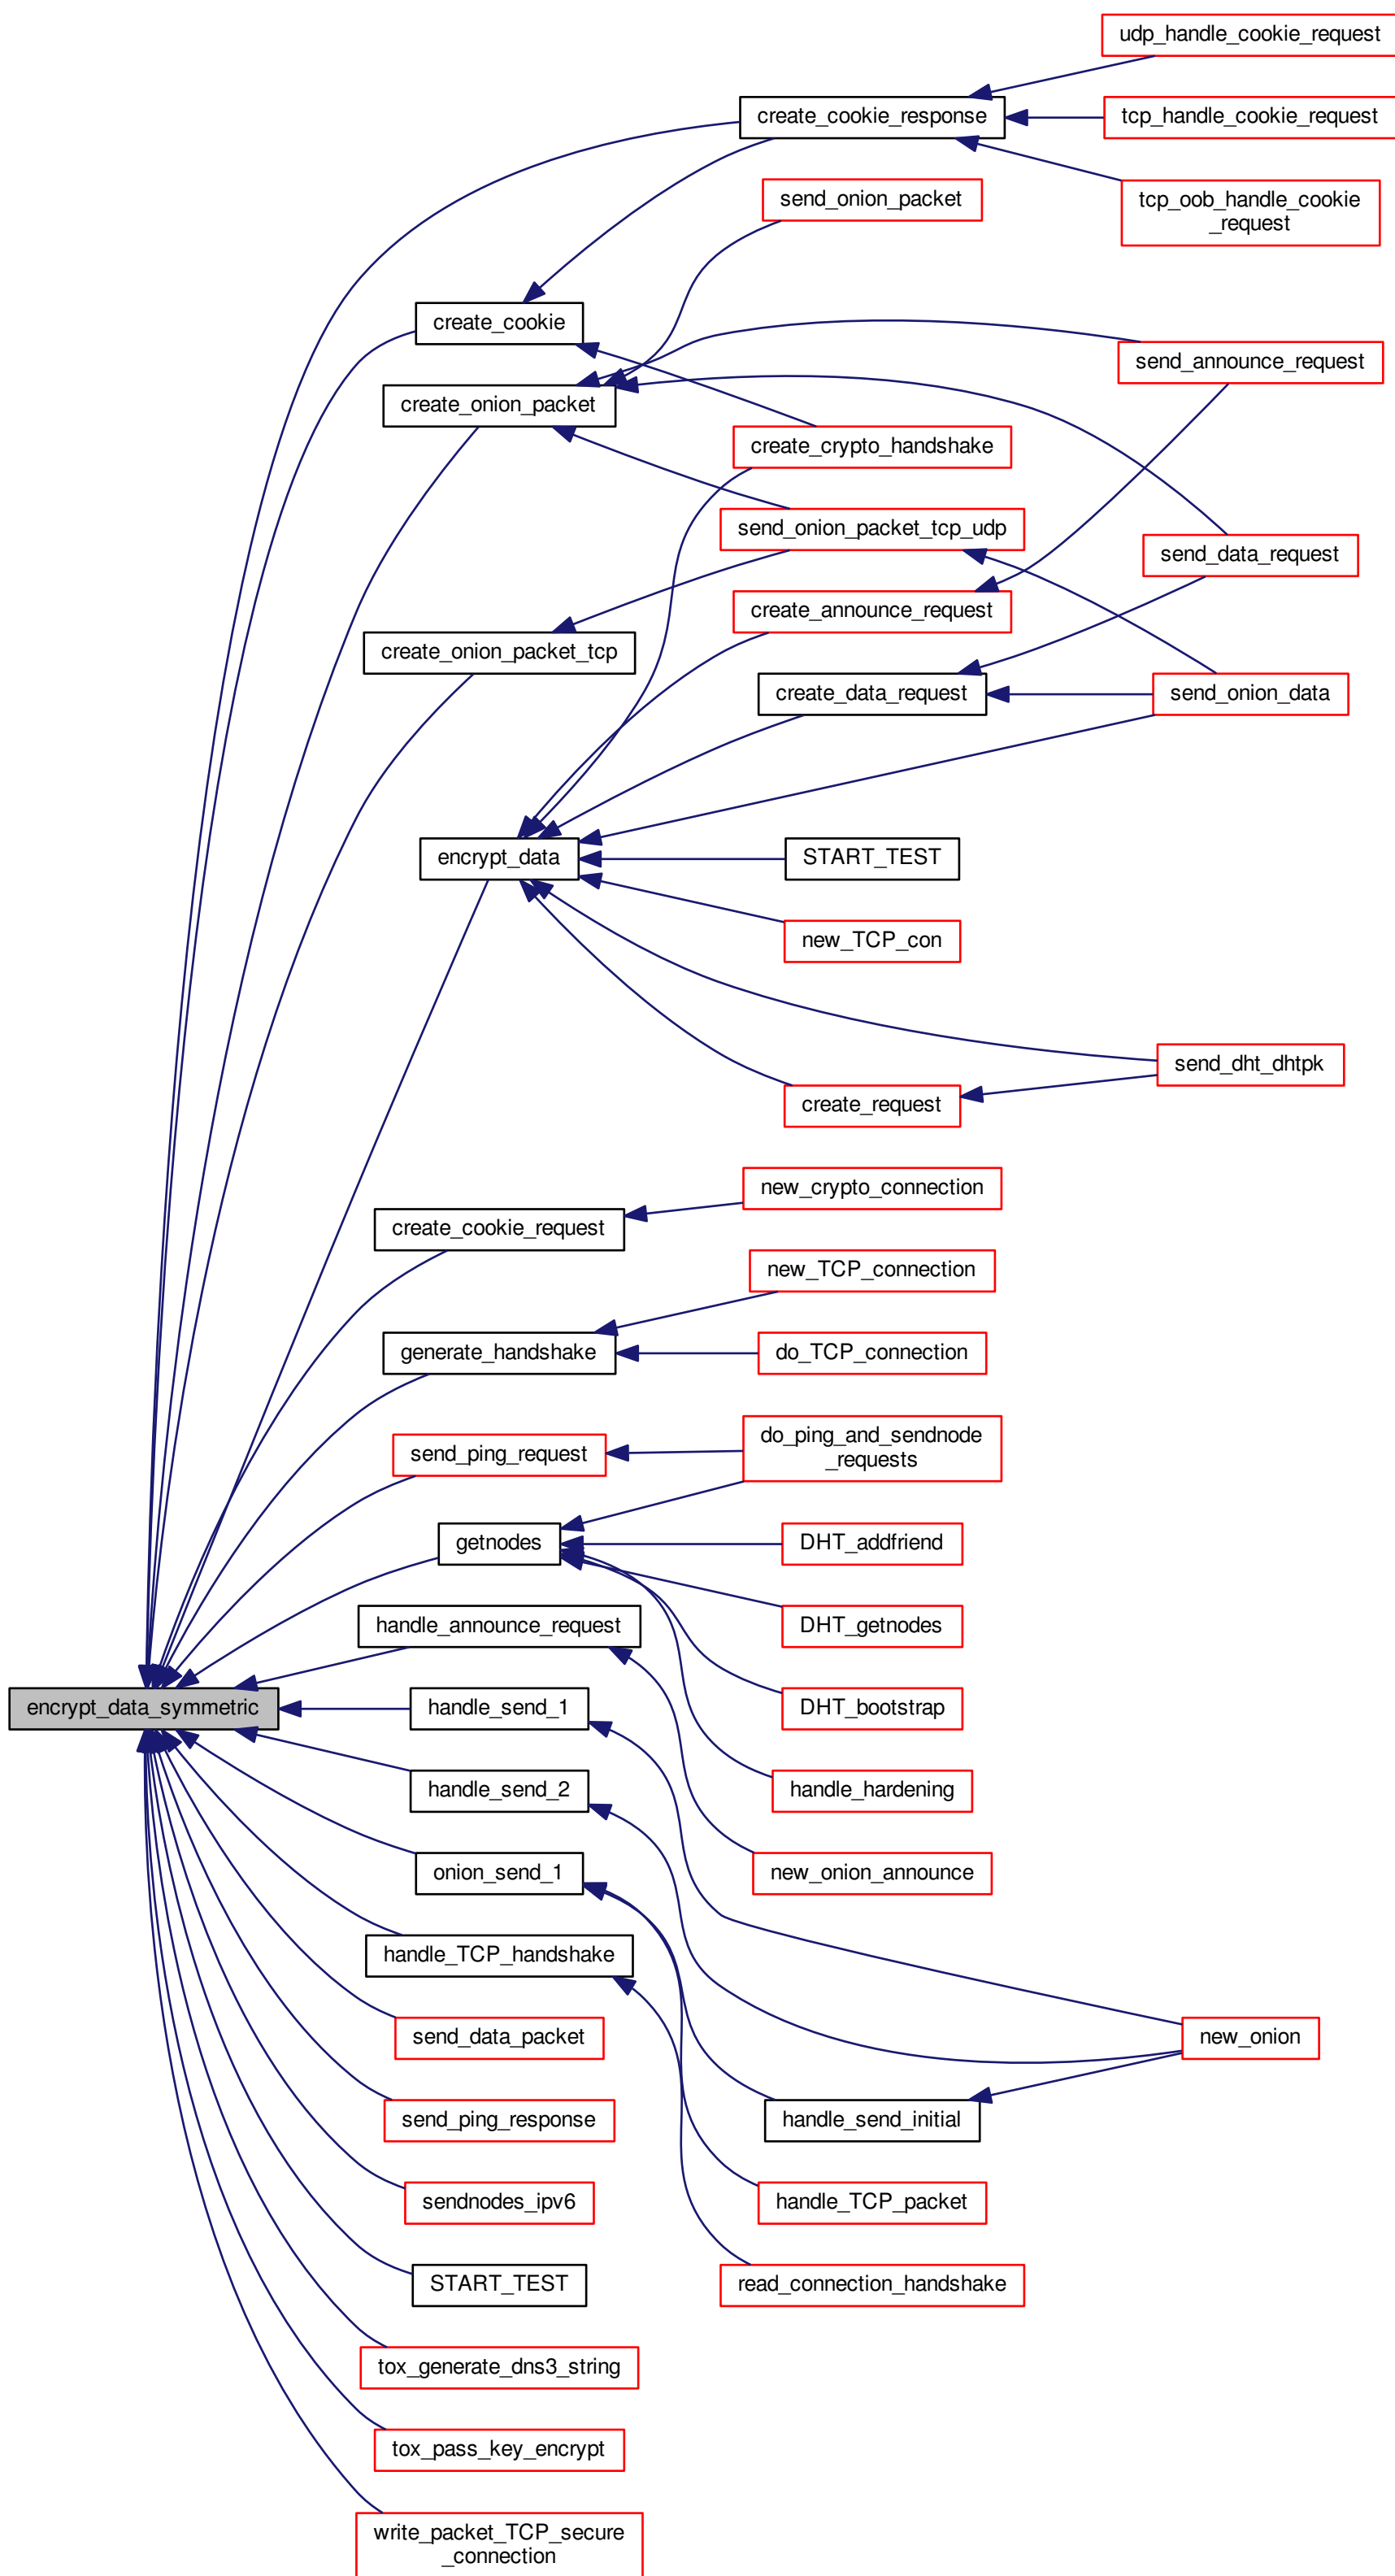 udp_handle_cookie_request
create_cookie_response
tcp_handle_cookie_request
send_onion_packet
tcp_oob_handle_cookie
_request
create_cookie
send_announce_request
create_onion_packet
create_crypto_handshake
send_onion_packet_tcp_udp
send_data_request
create_announce_request
create_onion_packet_tcp
create_data_request
send_onion_data
encrypt_data
START_TEST
new_TCP_con
send_dht_dhtpk
create_request
new_crypto_connection
create_cookie_request
new_TCP_connection
generate_handshake
do_TCP_connection
send_ping_request
do_ping_and_sendnode
_requests
getnodes
DHT_addfriend
handle_announce_request
DHT_getnodes
encrypt_data_symmetric
handle_send_1
DHT_bootstrap
handle_send_2
handle_hardening
onion_send_1
new_onion_announce
handle_TCP_handshake
send_data_packet
new_onion
send_ping_response
handle_send_initial
sendnodes_ipv6
handle_TCP_packet
START_TEST
read_connection_handshake
tox_generate_dns3_string
tox_pass_key_encrypt
write_packet_TCP_secure
_connection